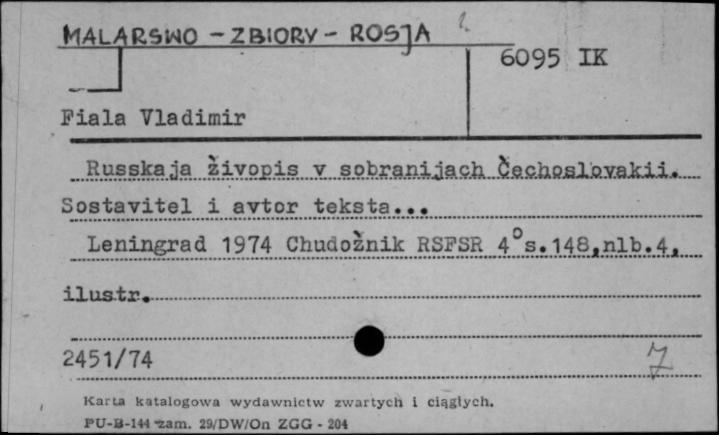 MALARSWO - ZBIORY - ROSJA
6095 IK
Fiala Vladimir
Russkaja živopis v sobranijach Čechoslovakii.
Sostavitel i avtor teksta...
Leningrad 1974 Chudožnik RSFSR 4° s.148,nlb.4,
ilustr.
2451/74
7
Karta katalogowa wydawnictw zwartych i ciągłych.
PU-B-144 zam. 29/DW/On ZGG - 204